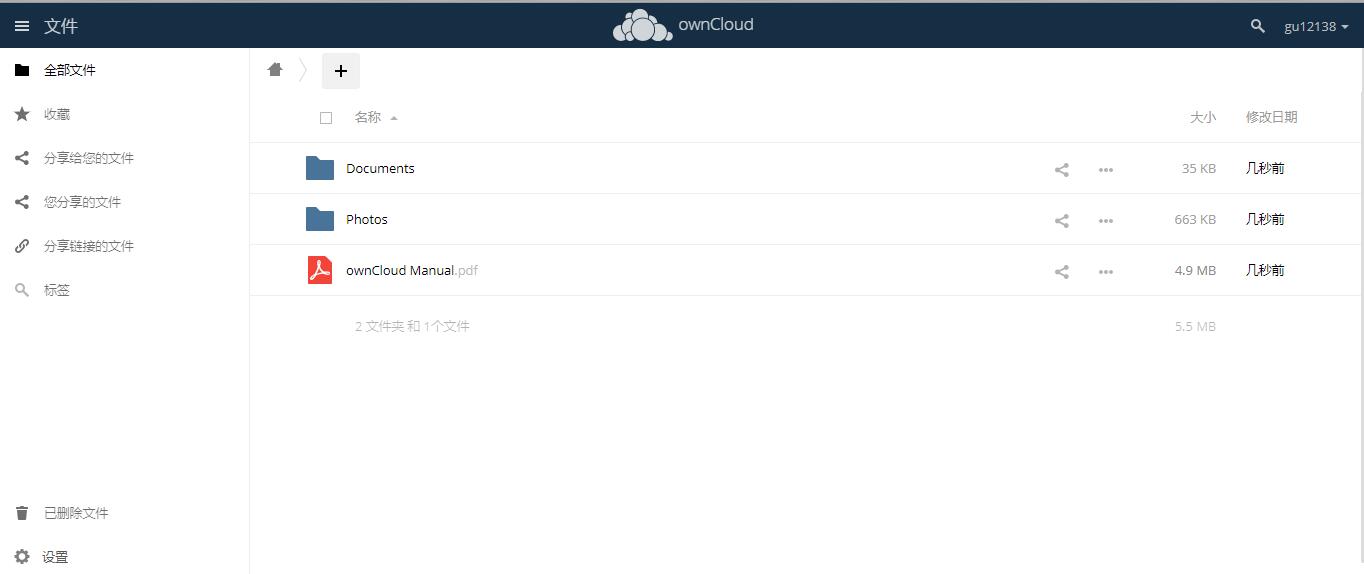 文件
ownCloud
gu12138
全部文件
收藏
分享给您的文件
您分享的文件
分享链接的文件
标签
已删除文件
设置
名称 大小 修改日期
Documents 35 KB 几秒前
Photos 663 KB 几秒前
ownCloud Manual.pdf 4.9 MB 几秒前
2 文件夹 和 1个文件 5.5 MB